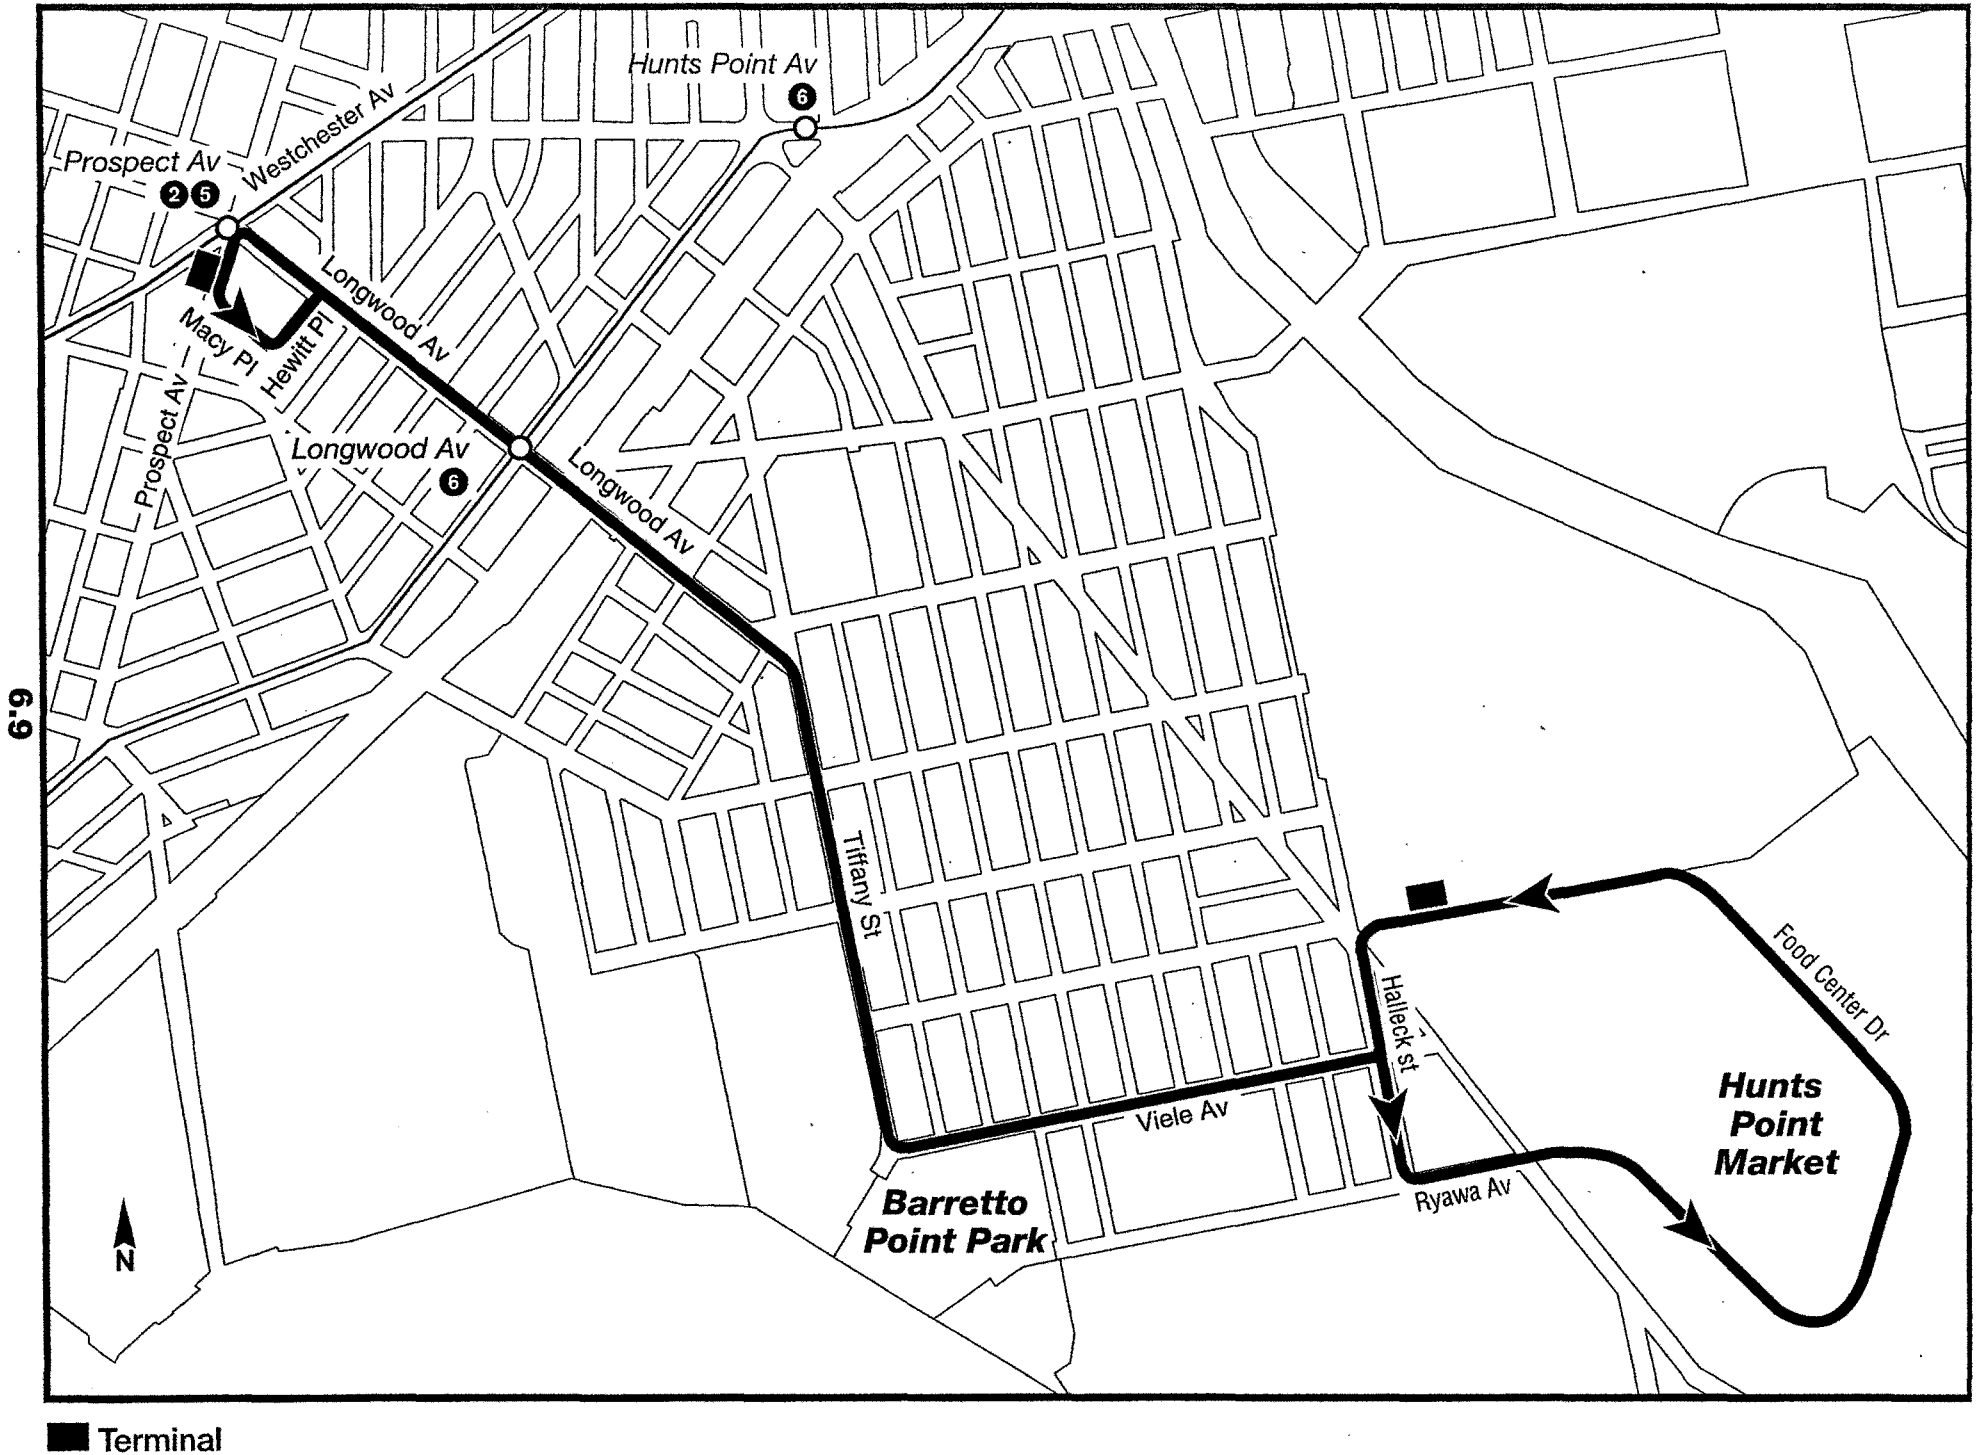 Hunts Point Av
6
Westchester Av
Prospect Av
2 5
Longwood Av
Macy Pl
Hewitt Pl
Prospect Av
Longwood Av
6
Longwood Av
6.9
Tiffany St
Food Center Dr
Halleck st
Hunts
Point
Market
Viele Av
Ryawa Av
Barretto
Point Park
N
Terminal